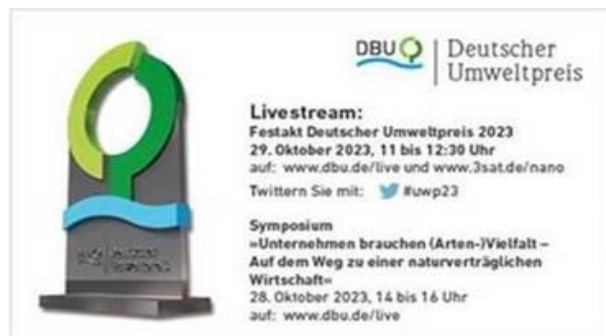 DBU
Deutscher
Umweltpreis
Livestream:
Festakt Deutscher Umweltpreis 2023
29. Oktober 2023, 11 bis 12:30 Uhr
auf: www.dbu.de/live und www.3sat.de/nano
Twittern Sie mit: #uwp23
Symposium
»Unternehmen brauchen (Arten-)Vielfalt –
Auf dem Weg zu einer naturverträglichen
Wirtschaft«
28. Oktober 2023, 14 bis 16 Uhr
auf: www.dbu.de/live